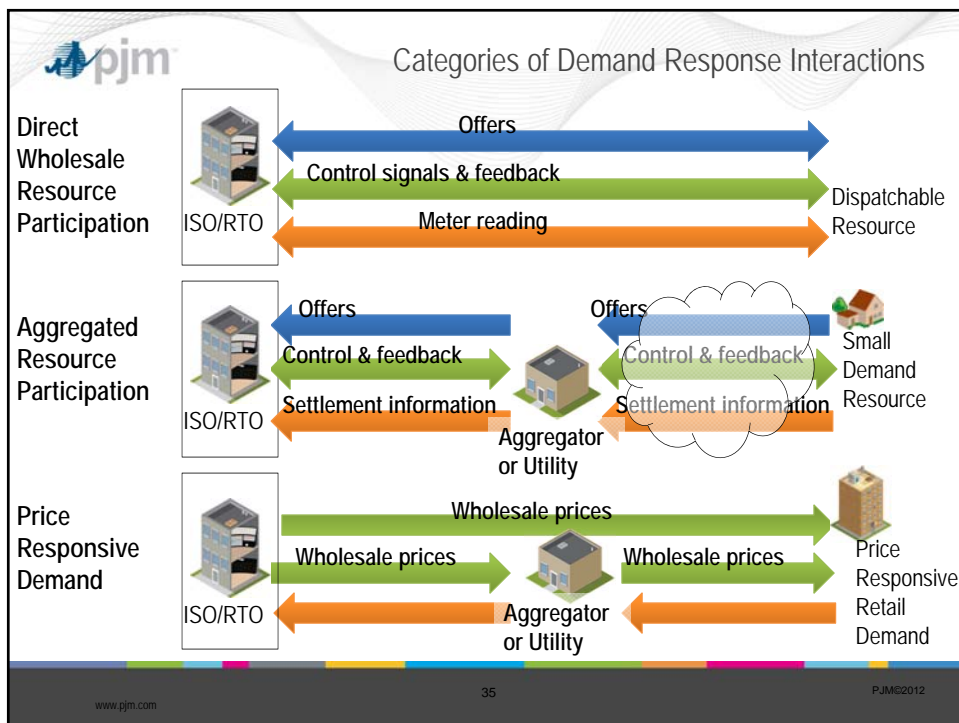 pjm™
Categories of Demand Response Interactions
Direct
Wholesale
Resource
Participation
ISO/RTO
Offers
Control signals & feedback
Meter reading
Dispatchable
Resource
Aggregated
Resource
Participation
ISO/RTO
Offers
Control & feedback
Settlement information
Aggregator
or Utility
Offers
Control & feedback
Settlement information
Small
Demand
Resource
Price
Responsive
Demand
ISO/RTO
Wholesale prices
Wholesale prices
Aggregator
or Utility
Wholesale prices
Price
Responsive
Retail
Demand
www.pjm.com
35
PJM©2012